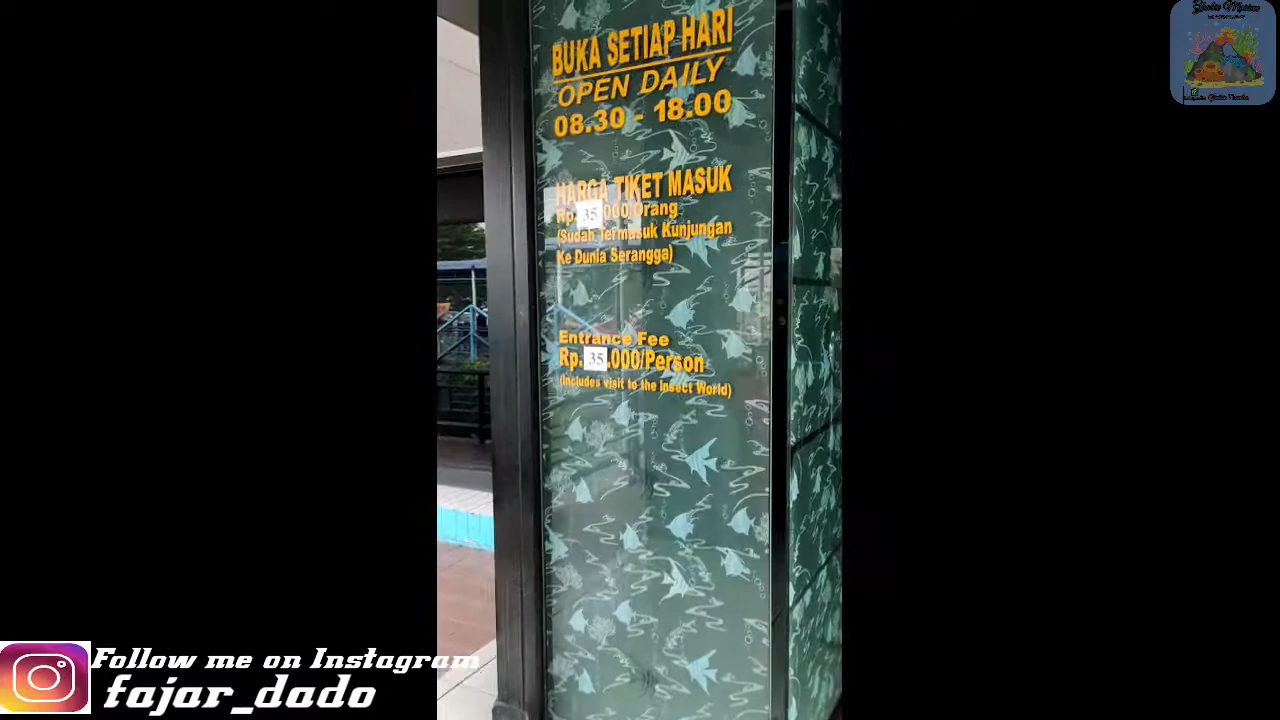 BUKA SETIAP HARI
OPEN DAILY
08.30 - 18.00
HARGA TIKET MASUK
Rp. 35.000/Orang
(Sudah Termasuk Kunjungan
Ke Dunia Serangga)
Entrance Fee
Rp. 35.000/Person
(Includes visit to the Insect World)
Follow me on Instagram
fajar_dado